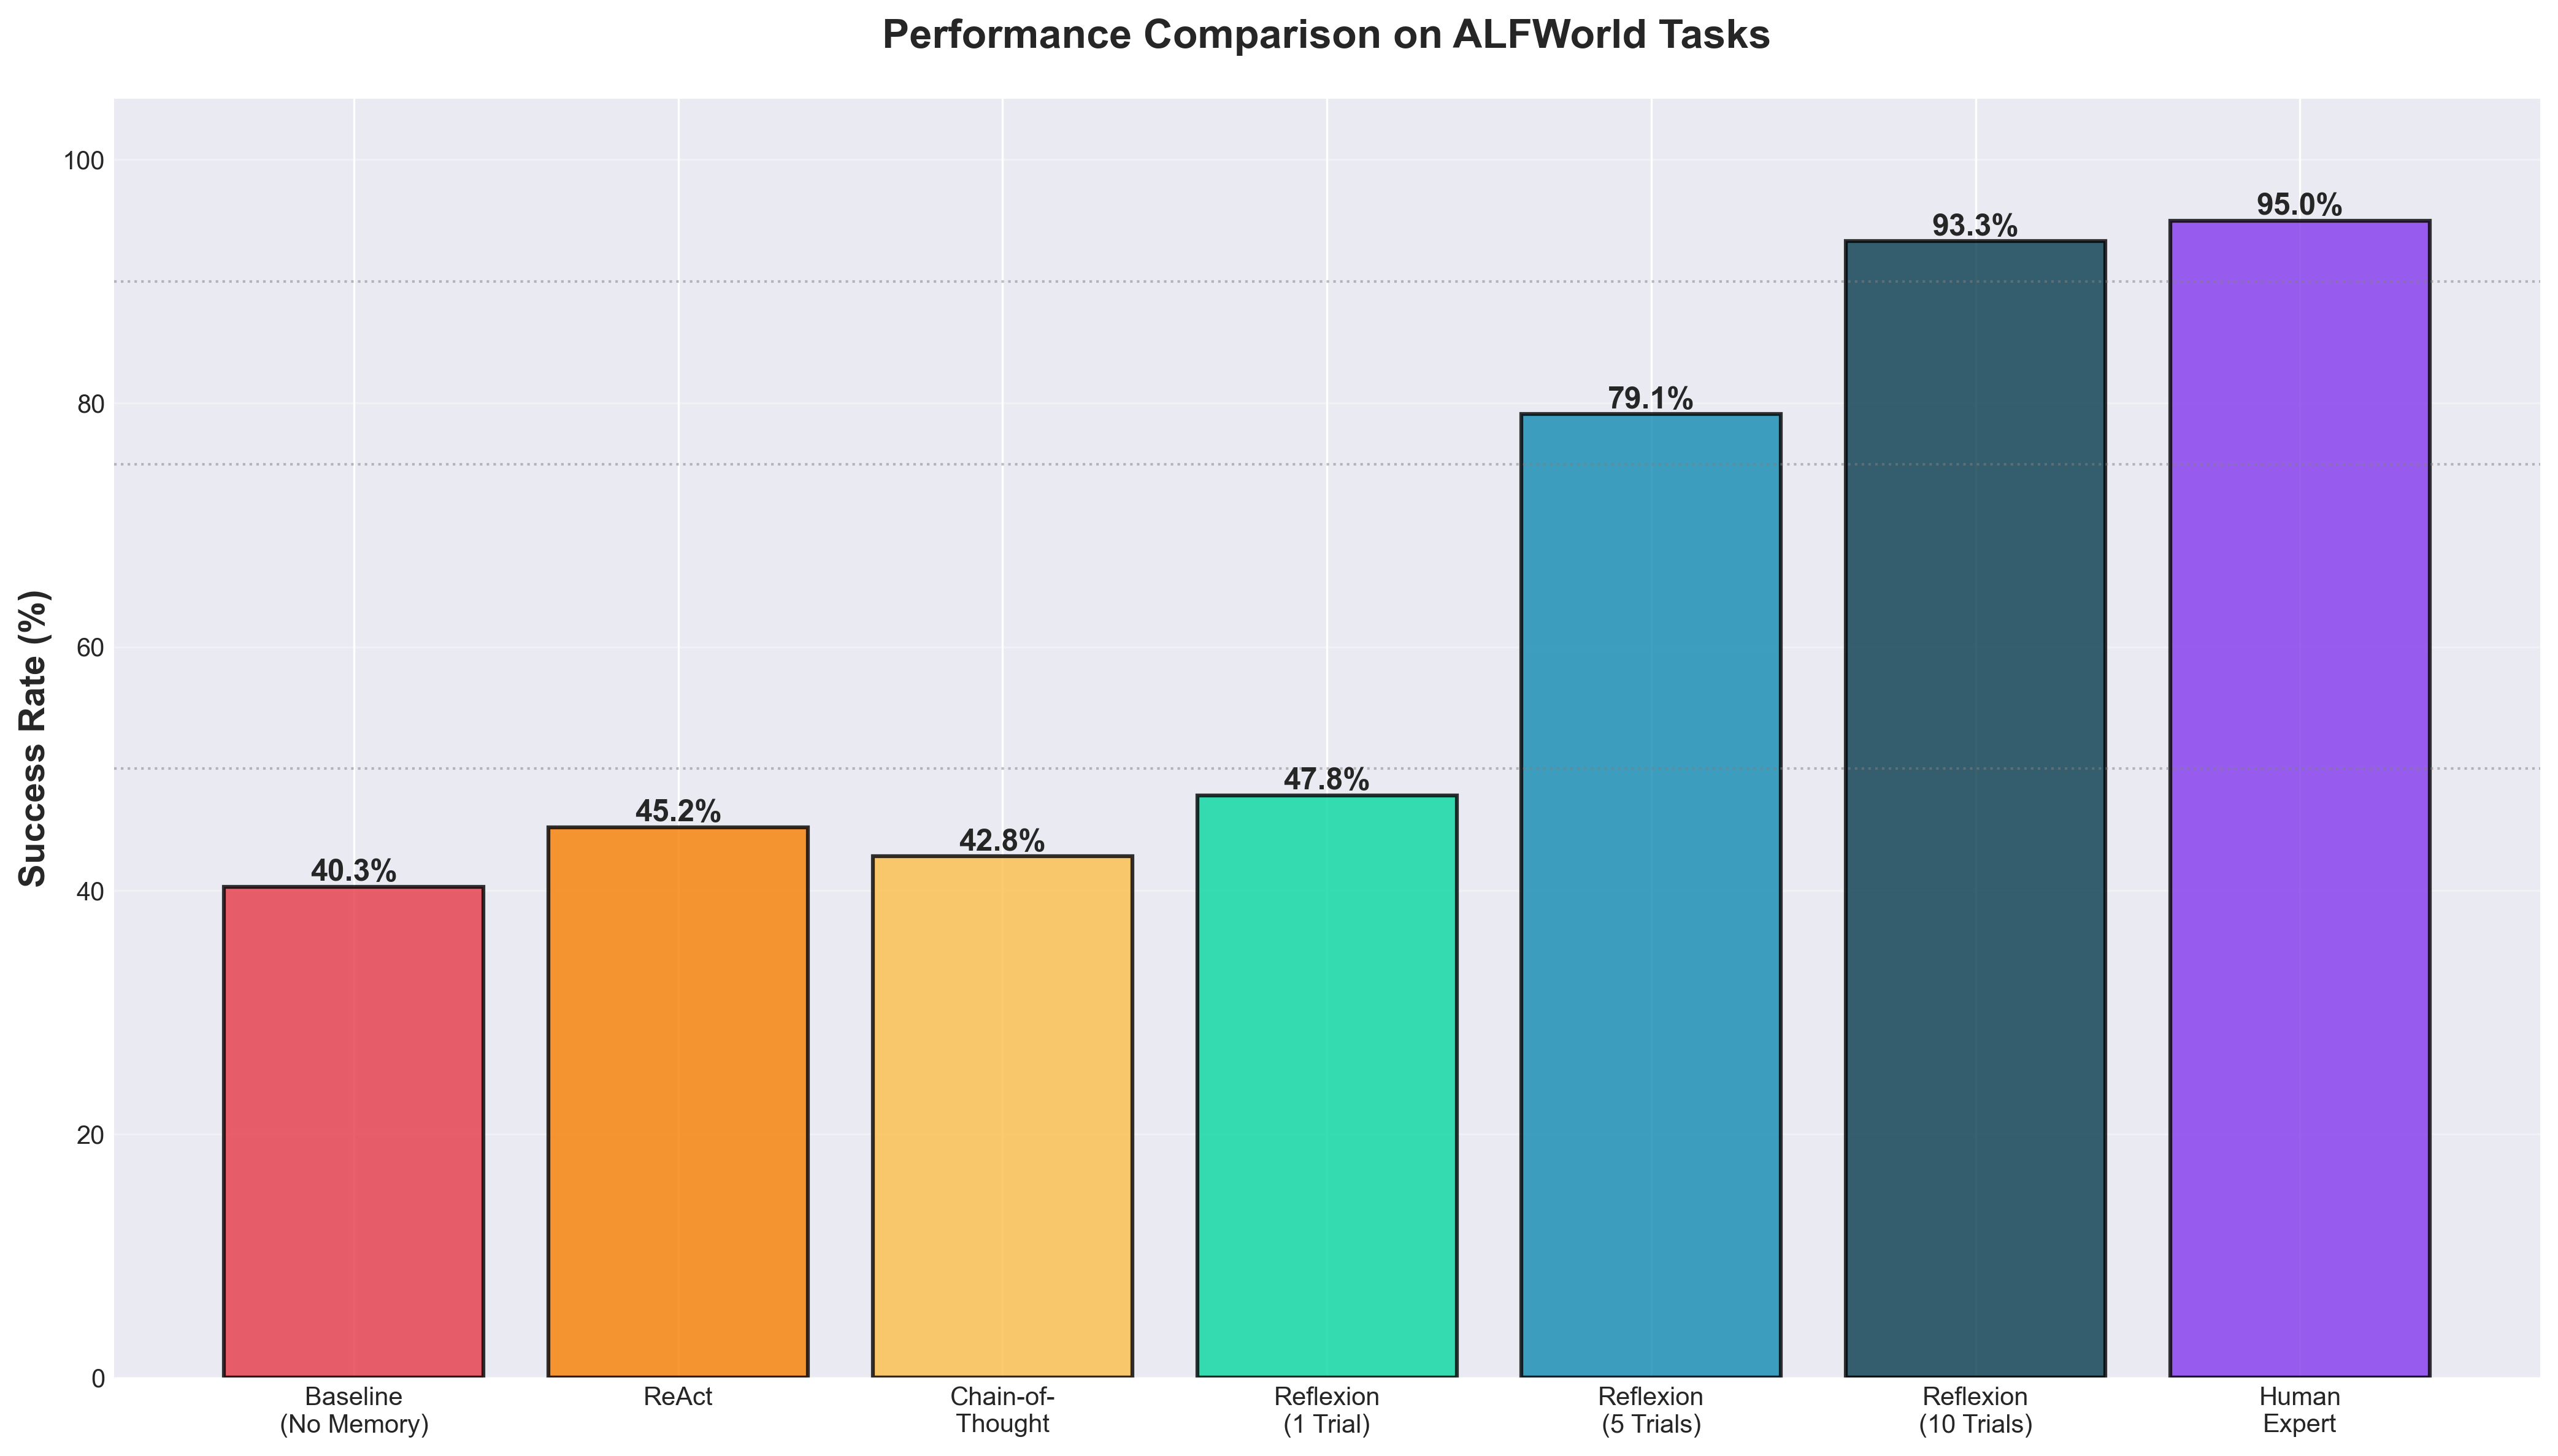 Performance Comparison on ALFWorld Tasks
Success Rate (%)
100
80
60
40
20
0
40.3%
45.2%
42.8%
47.8%
79.1%
93.3%
95.0%
Baseline
(No Memory)
ReAct
Chain-of-
Thought
Reflexion
(1 Trial)
Reflexion
(5 Trials)
Reflexion
(10 Trials)
Human
Expert